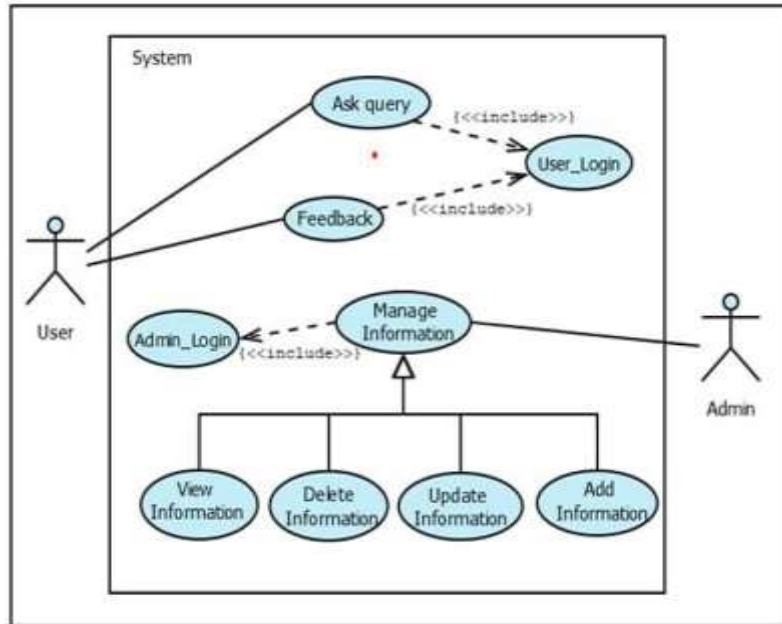 System
Ask query
{<<include>>}
User_Login
Feedback
{<<include>>}
User
Manage
Information
Admin_Login
{<<include>>}
Admin
View
Information
Delete
Information
Update
Information
Add
Information